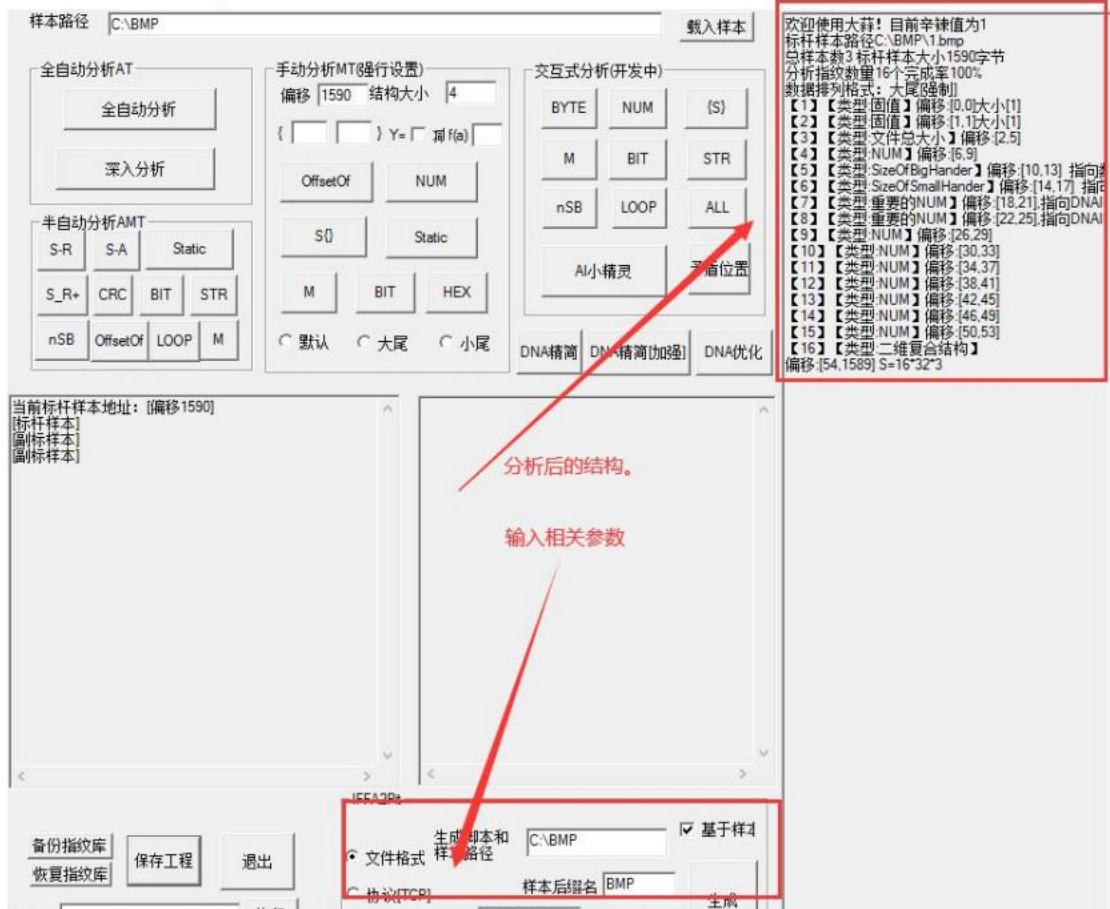 样本路径 C:\BMP 载入样本
全自动分析AT
全自动分析
深入分析
手动分析MT(强行设置)
偏移 1590 结构大小 4
{ } Y= f(a)
OffsetOf NUM
S{} Static
M BIT HEX
默认 大尾 小尾
交互式分析(开发中)
BYTE NUM {S}
M BIT STR
nSB LOOP ALL
AI小精灵 矛盾位置
半自动分析AMT
S-R S-A Static
S_R+ CRC BIT STR
nSB OffsetOf LOOP M
DNA精简 DNA精简[加强] DNA优化
欢迎使用大蒜！目前辛辣值为1
标杆样本路径C:\BMP\1.bmp
总样本数3 标杆样本大小1590字节
分析指纹数量16个完成率100%
数据排列格式：大尾[强制]
【1】【类型:固值】偏移:[0,0]大小[1]
【2】【类型:固值】偏移:[1,1]大小[1]
【3】【类型:文件总大小】偏移:[2,5]
【4】【类型:NUM】偏移:[6,9]
【5】【类型:SizeOfBigHander】偏移:[10,13] 指向
【6】【类型:SizeOfSmallHander】偏移:[14,17] 指向
【7】【类型:重要的NUM】偏移:[18,21],指向DNAI
【8】【类型:重要的NUM】偏移:[22,25],指向DNAI
【9】【类型:NUM】偏移:[26,29]
【10】【类型:NUM】偏移:[30,33]
【11】【类型:NUM】偏移:[34,37]
【12】【类型:NUM】偏移:[38,41]
【13】【类型:NUM】偏移:[42,45]
【14】【类型:NUM】偏移:[46,49]
【15】【类型:NUM】偏移:[50,53]
【16】【类型:二维复合结构】
偏移:[54,1589] S=16*32*3
当前标杆样本地址：[偏移1590]
[标杆样本]
[副标样本]
[副标样本]
分析后的结构。
输入相关参数
备份指纹库
恢复指纹库
保存工程
退出
文件格式
生成脚本和
样本路径
C:\BMP
基于样本
协议[TCP]
样本后缀名 BMP
生成